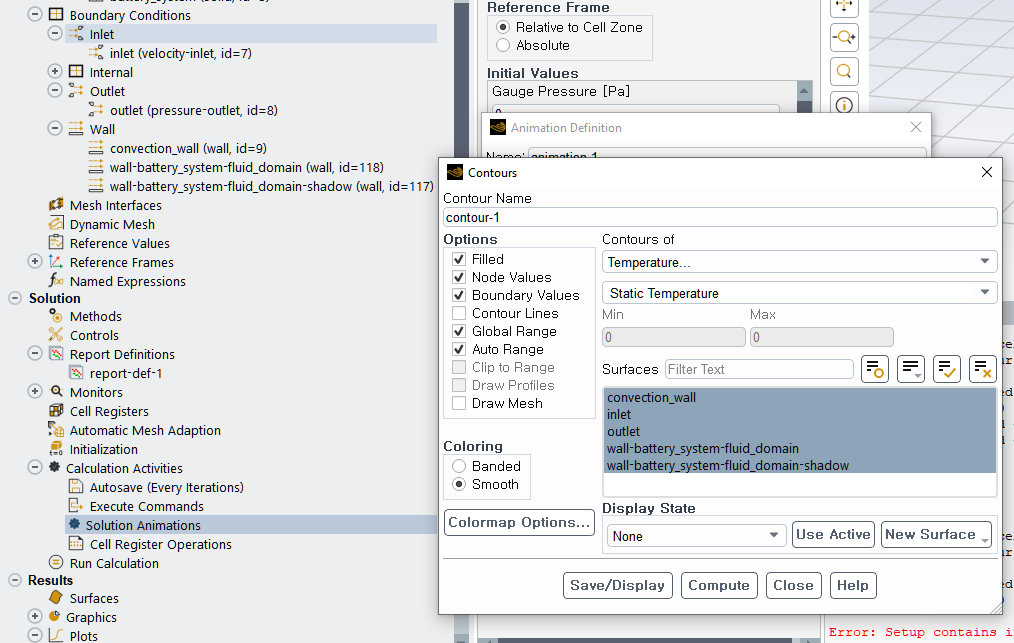 Boundary Conditions
Inlet
inlet (velocity-inlet, id=7)
Internal
Outlet
outlet (pressure-outlet, id=8)
Wall
convection_wall (wall, id=9)
wall-battery_system-fluid_domain (wall, id=118)
wall-battery_system-fluid_domain-shadow (wall, id=117)
Mesh Interfaces
Dynamic Mesh
Reference Values
Reference Frames
Named Expressions
Solution
Methods
Controls
Report Definitions
report-def-1
Monitors
Cell Registers
Automatic Mesh Adaption
Initialization
Calculation Activities
Autosave (Every Iterations)
Execute Commands
Solution Animations
Cell Register Operations
Run Calculation
Results
Surfaces
Graphics
Plots
Reference Frame
Relative to Cell Zone
Absolute
Initial Values
Gauge Pressure [Pa]
Animation Definition
Name: animation-1
Contours
Contour Name
contour-1
Options
Filled
Node Values
Boundary Values
Contour Lines
Global Range
Auto Range
Clip to Range
Draw Profiles
Draw Mesh
Coloring
Banded
Smooth
Colormap Options...
Contours of
Temperature...
Static Temperature
Min Max
0 0
Surfaces Filter Text
convection_wall
inlet
outlet
wall-battery_system-fluid_domain
wall-battery_system-fluid_domain-shadow
Display State
None Use Active New Surface
Save/Display Compute Close Help
Error: Setup contains